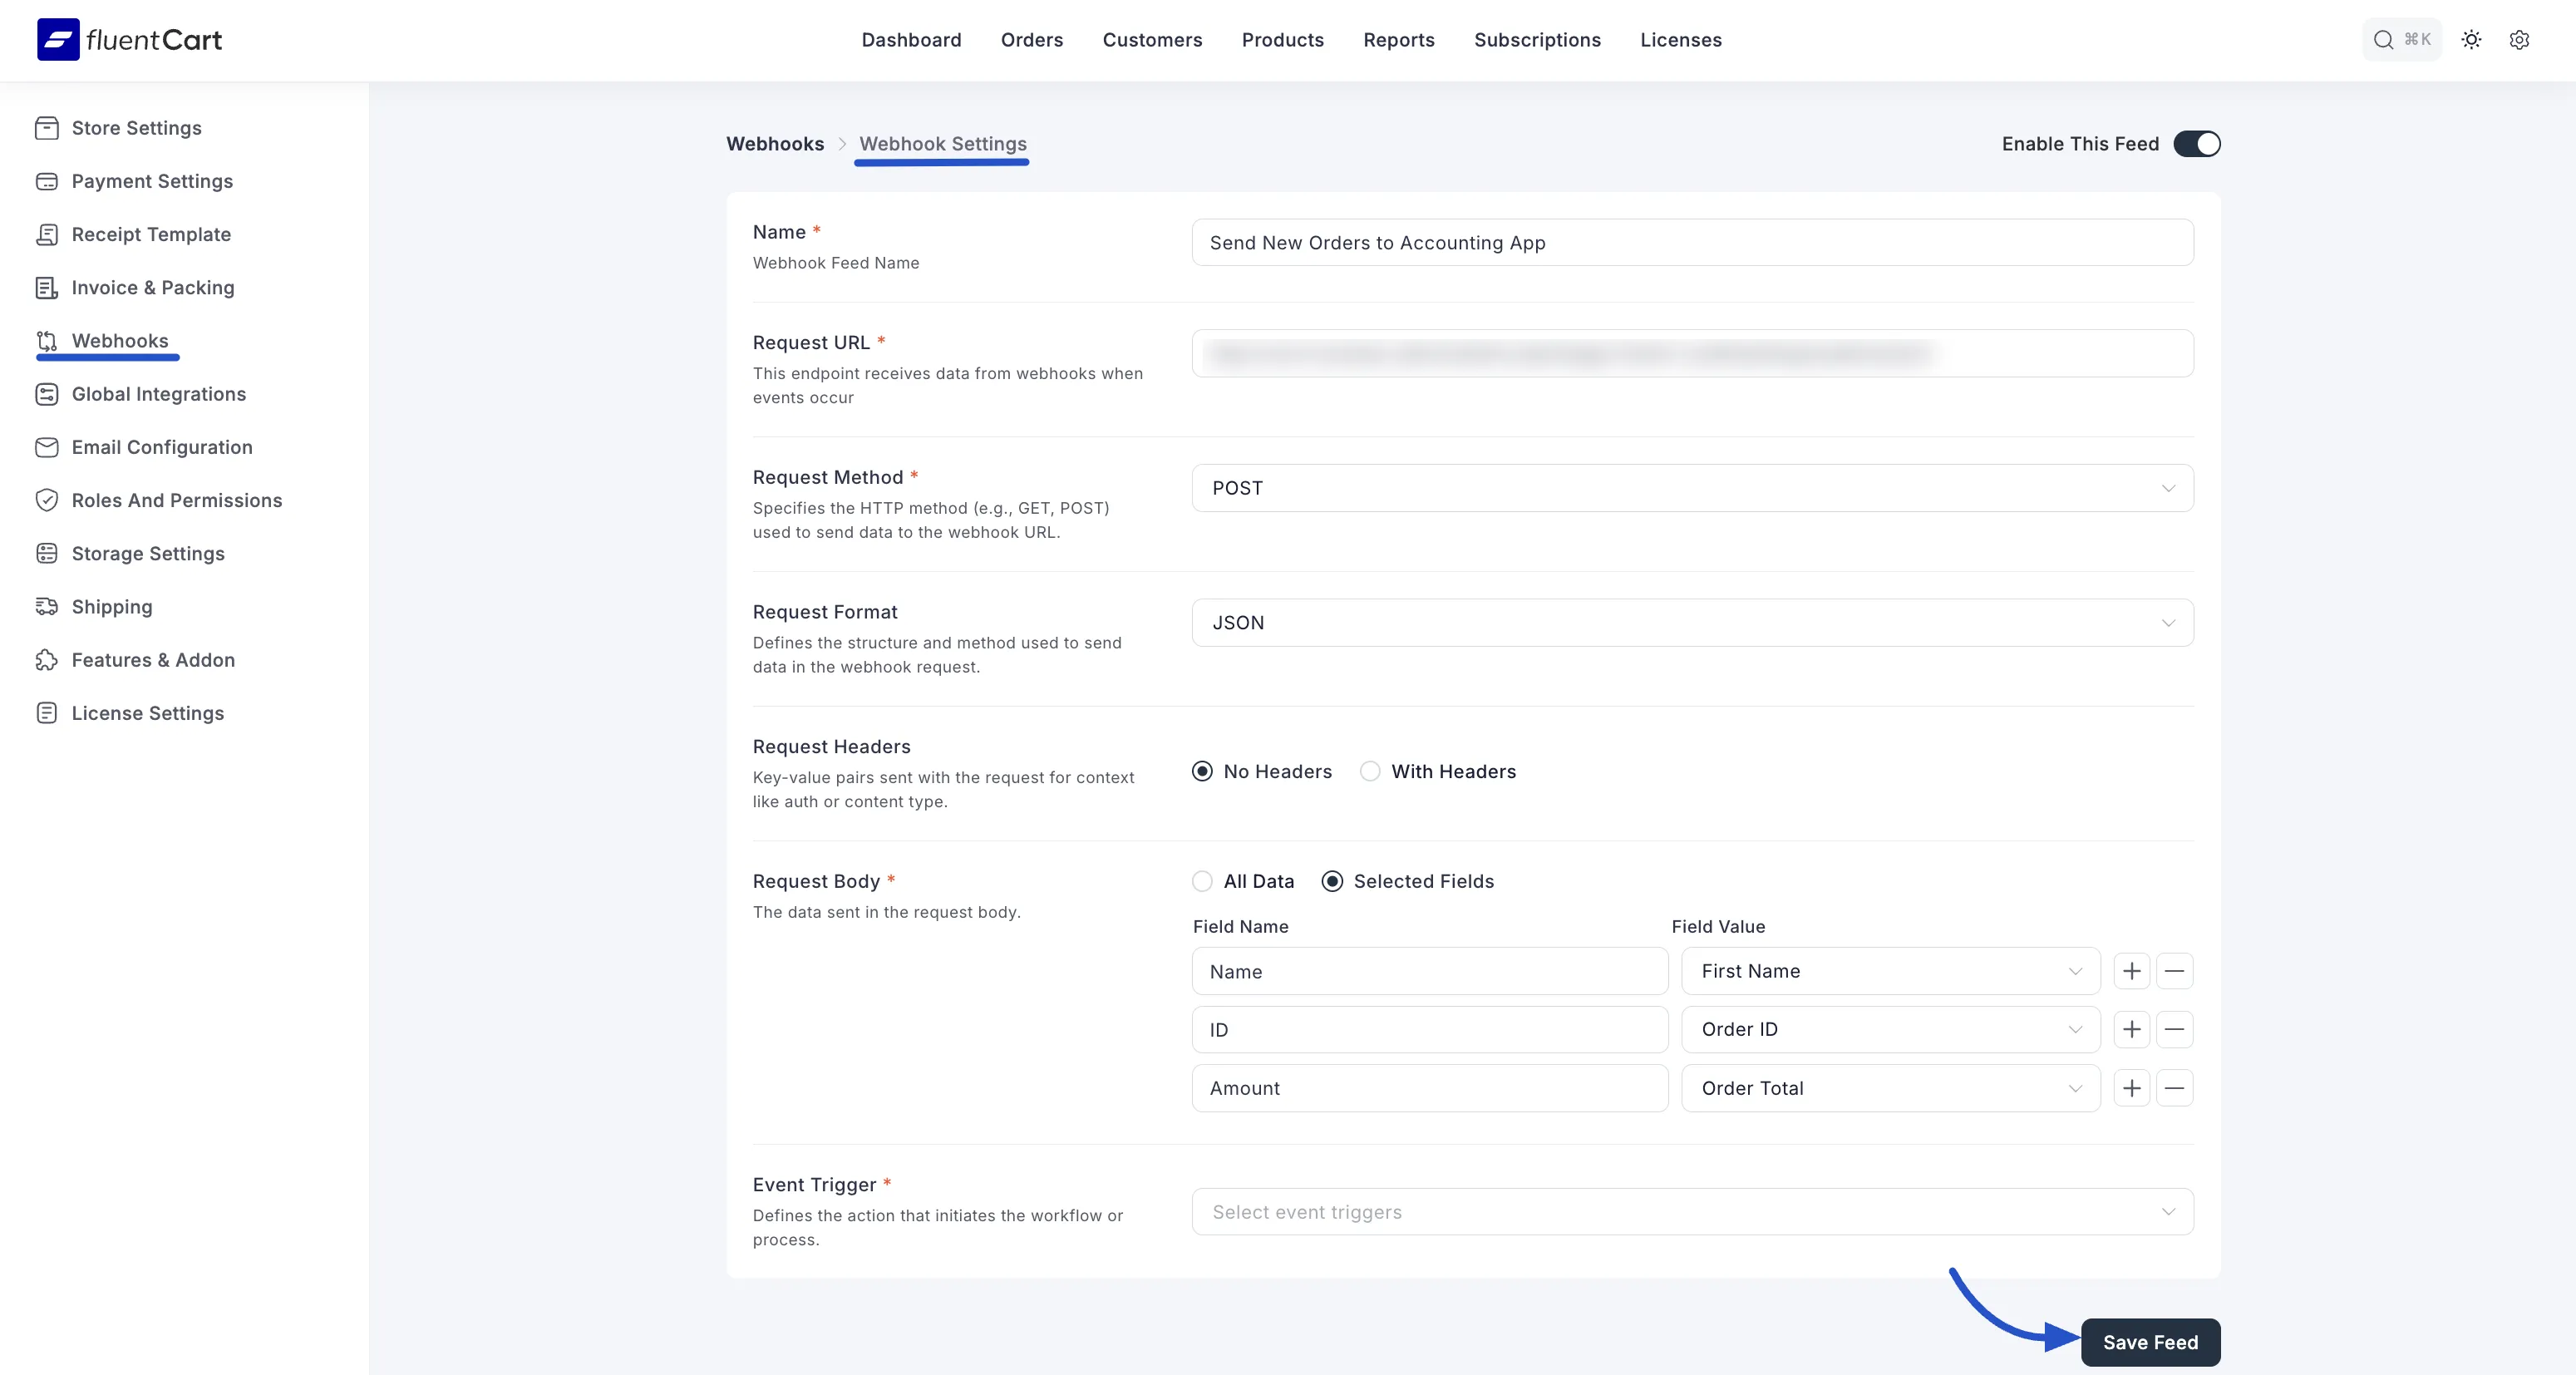 fluentCart
Dashboard Orders Customers Products Reports Subscriptions Licenses
⌘K
Store Settings
Payment Settings
Receipt Template
Invoice & Packing
Webhooks
Global Integrations
Email Configuration
Roles And Permissions
Storage Settings
Shipping
Features & Addon
License Settings
Webhooks > Webhook Settings
Enable This Feed
Name *
Webhook Feed Name
Send New Orders to Accounting App
Request URL *
This endpoint receives data from webhooks when
events occur
Request Method *
Specifies the HTTP method (e.g., GET, POST)
used to send data to the webhook URL.
POST
Request Format
Defines the structure and method used to send
data in the webhook request.
JSON
Request Headers
Key-value pairs sent with the request for context
like auth or content type.
No Headers With Headers
Request Body *
The data sent in the request body.
All Data Selected Fields
Field Name Field Value
Name First Name
ID Order ID
Amount Order Total
Event Trigger *
Defines the action that initiates the workflow or
process.
Select event triggers
Save Feed